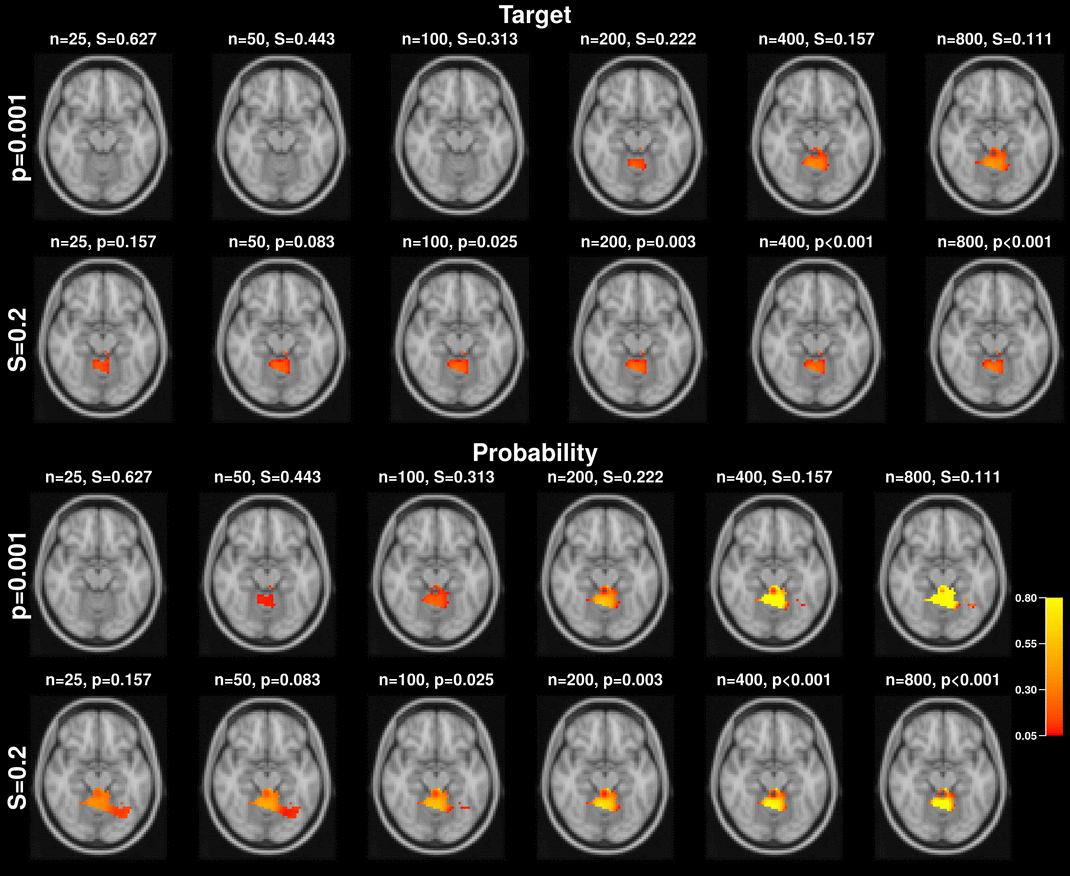 Target
n=25, S=0.627 n=50, S=0.443 n=100, S=0.313 n=200, S=0.222 n=400, S=0.157 n=800, S=0.111
p=0.001
n=25, p=0.157 n=50, p=0.083 n=100, p=0.025 n=200, p=0.003 n=400, p<0.001 n=800, p<0.001
S=0.2
Probability
n=25, S=0.627 n=50, S=0.443 n=100, S=0.313 n=200, S=0.222 n=400, S=0.157 n=800, S=0.111
p=0.001
0.80
0.55
0.30
0.05
n=25, p=0.157 n=50, p=0.083 n=100, p=0.025 n=200, p=0.003 n=400, p<0.001 n=800, p<0.001
S=0.2